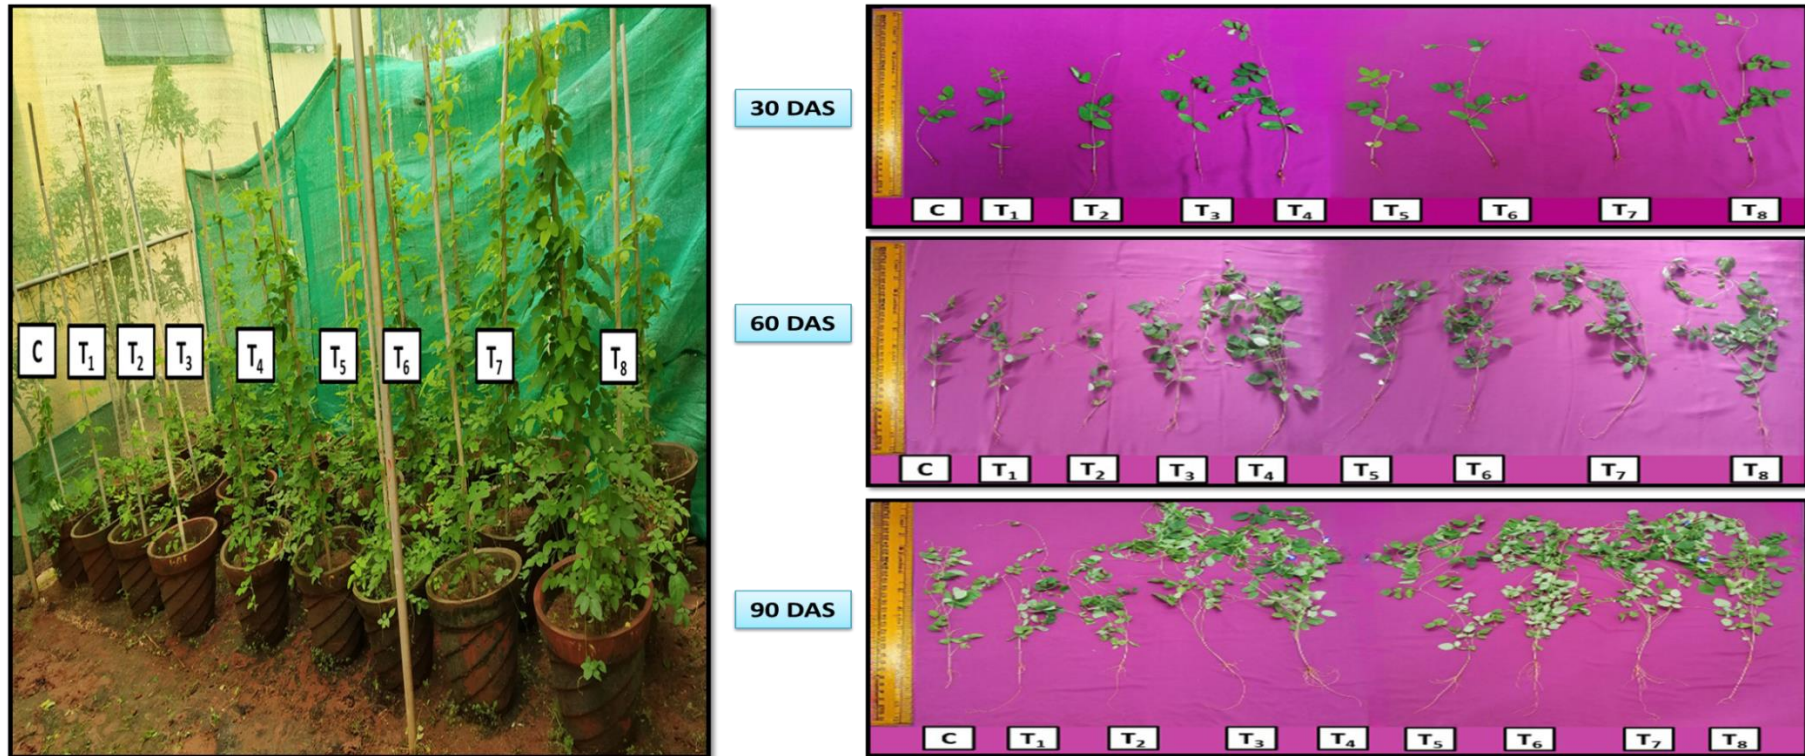 C T₁ T₂ T₃ T₄ T₅ T₆ T₇ T₈
30 DAS
C T₁ T₂ T₃ T₄ T₅ T₆ T₇ T₈
60 DAS
C T₁ T₂ T₃ T₄ T₅ T₆ T₇ T₈
90 DAS
C T₁ T₂ T₃ T₄ T₅ T₆ T₇ T₈